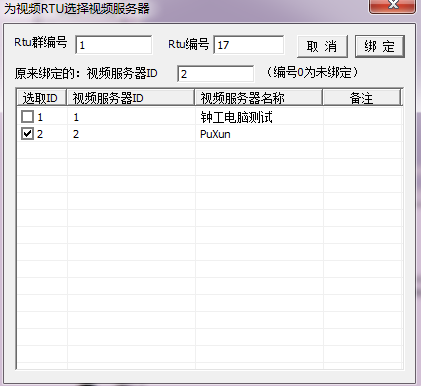 为视频RTU选择视频服务器
Rtu群编号 1 Rtu编号 17 取 消 绑 定
原来绑定的：视频服务器ID 2 （编号0为未绑定）
选取ID 视频服务器ID 视频服务器名称 备注
1 1 钟工电脑测试
2 2 PuXun